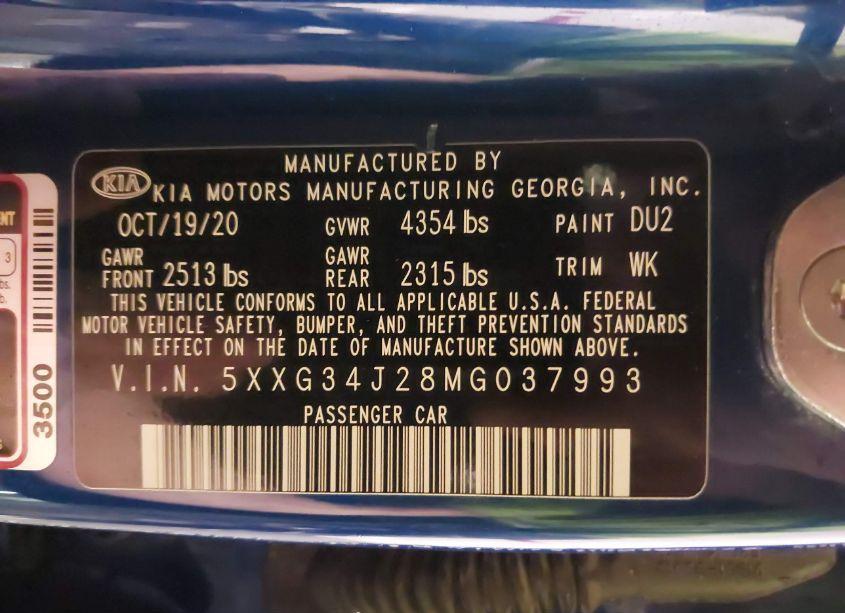 MANUFACTURED BY
KIA KIA MOTORS MANUFACTURING GEORGIA, INC.
OCT/19/20 GVWR 4354 lbs PAINT DU2
GAWR FRONT 2513 lbs GAWR REAR 2315 lbs TRIM WK
THIS VEHICLE CONFORMS TO ALL APPLICABLE U.S.A. FEDERAL
MOTOR VEHICLE SAFETY, BUMPER, AND THEFT PREVENTION STANDARDS
IN EFFECT ON THE DATE OF MANUFACTURE SHOWN ABOVE.
V.I.N. 5XXG34J28MG037993
PASSENGER CAR
3500
3